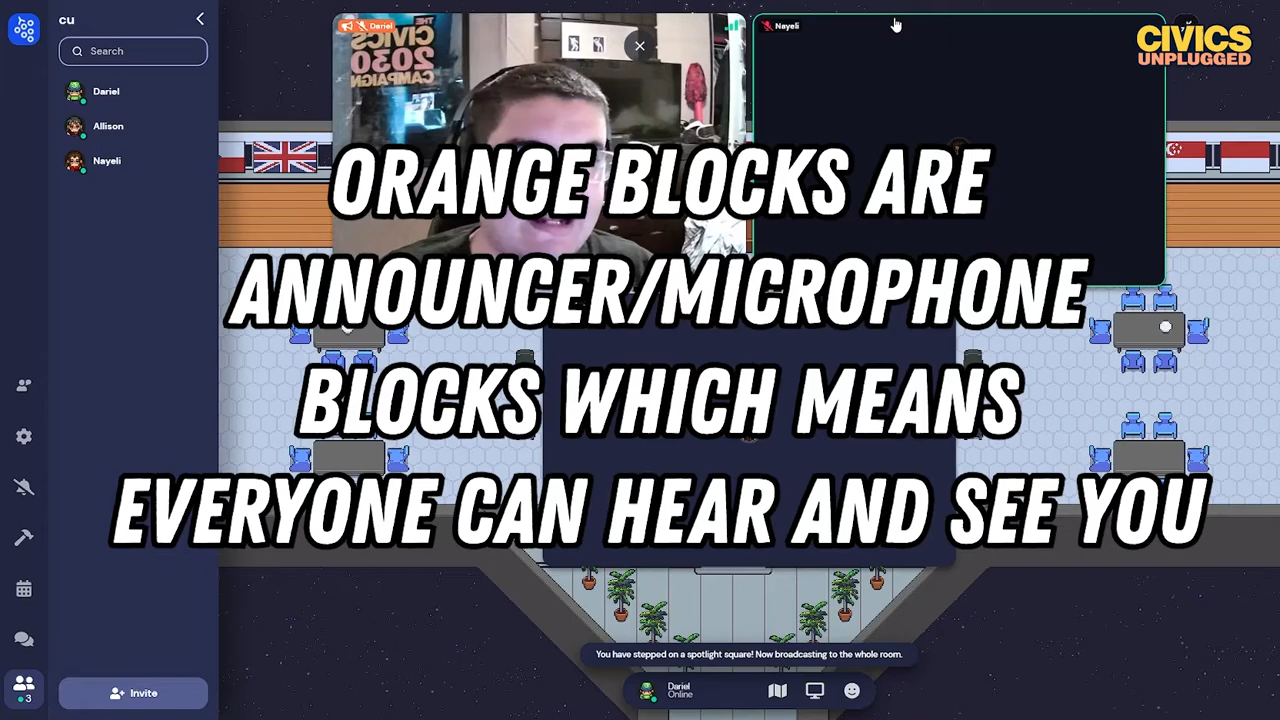 cu
Search
Dariel
Allison
Nayeli
Dariel
Nayeli
THE
CIVICS
2030
CAMPAIGN
CIVICS
UNPLUGGED
ORANGE BLOCKS ARE
ANNOUNCER/MICROPHONE
BLOCKS WHICH MEANS
EVERYONE CAN HEAR AND SEE YOU
You have stepped on a spotlight square! Now broadcasting to the whole room.
Dariel
Online
3
Invite